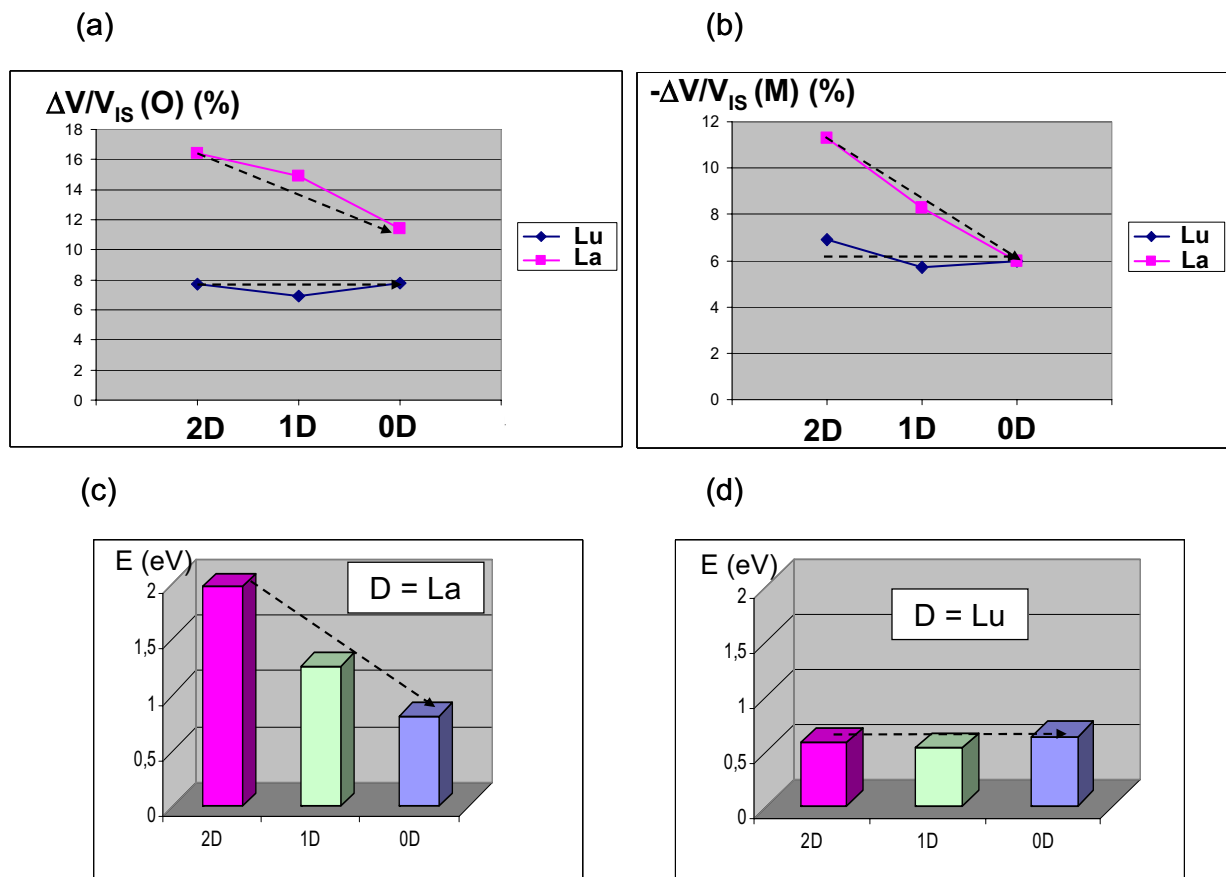 (a)
ΔV/V_IS (O) (%)
18
16
14
12
10
8
6
4
2
0
2D 1D 0D
Lu
La
(b)
-ΔV/V_IS (M) (%)
12
10
8
6
4
2
0
2D 1D 0D
Lu
La
(c)
E (eV)
D = La
2
1,5
1
0,5
0
2D 1D 0D
(d)
E (eV)
D = Lu
2
1,5
1
0,5
0
2D 1D 0D